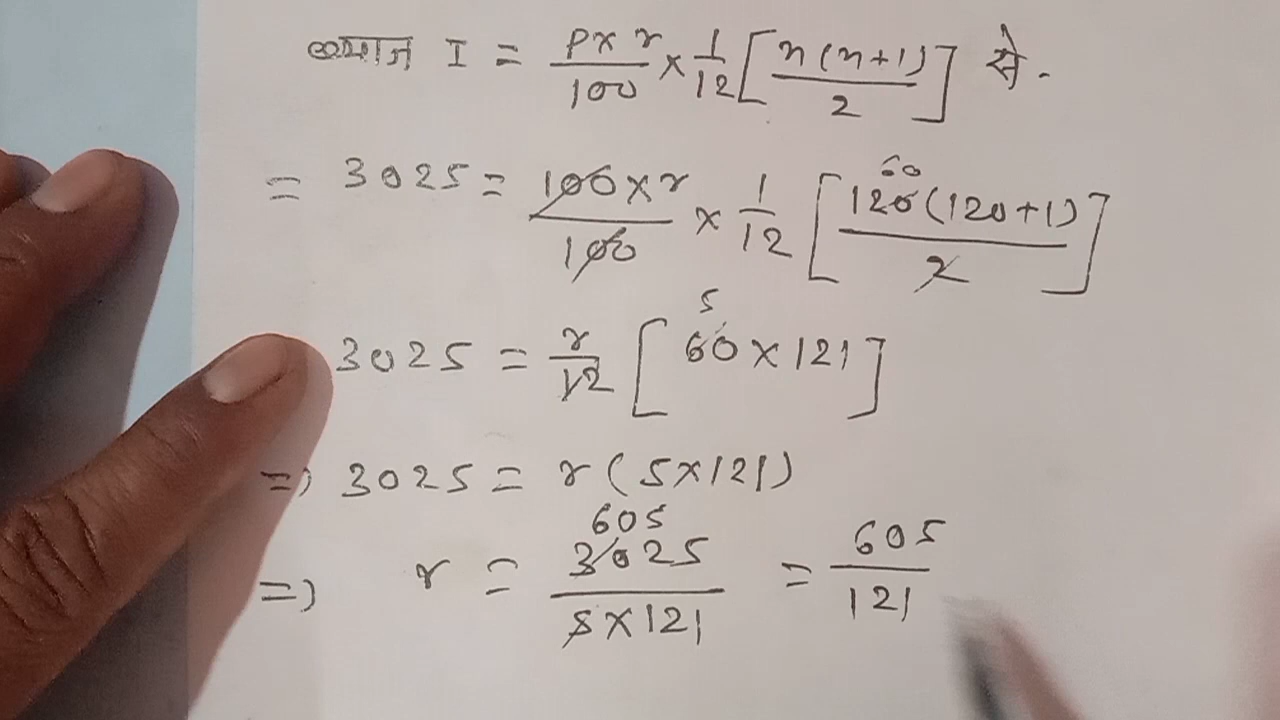 ब्याज I = P×r/100 × 1/12 [n(n+1)/2] से.
= 3025 = 100×r/100 × 1/12 [120(120+1)/2] 60
3025 = r/12 [60×121] 5
=> 3025 = r(5×121)
=> r = 3025/5×121 = 605/121 605